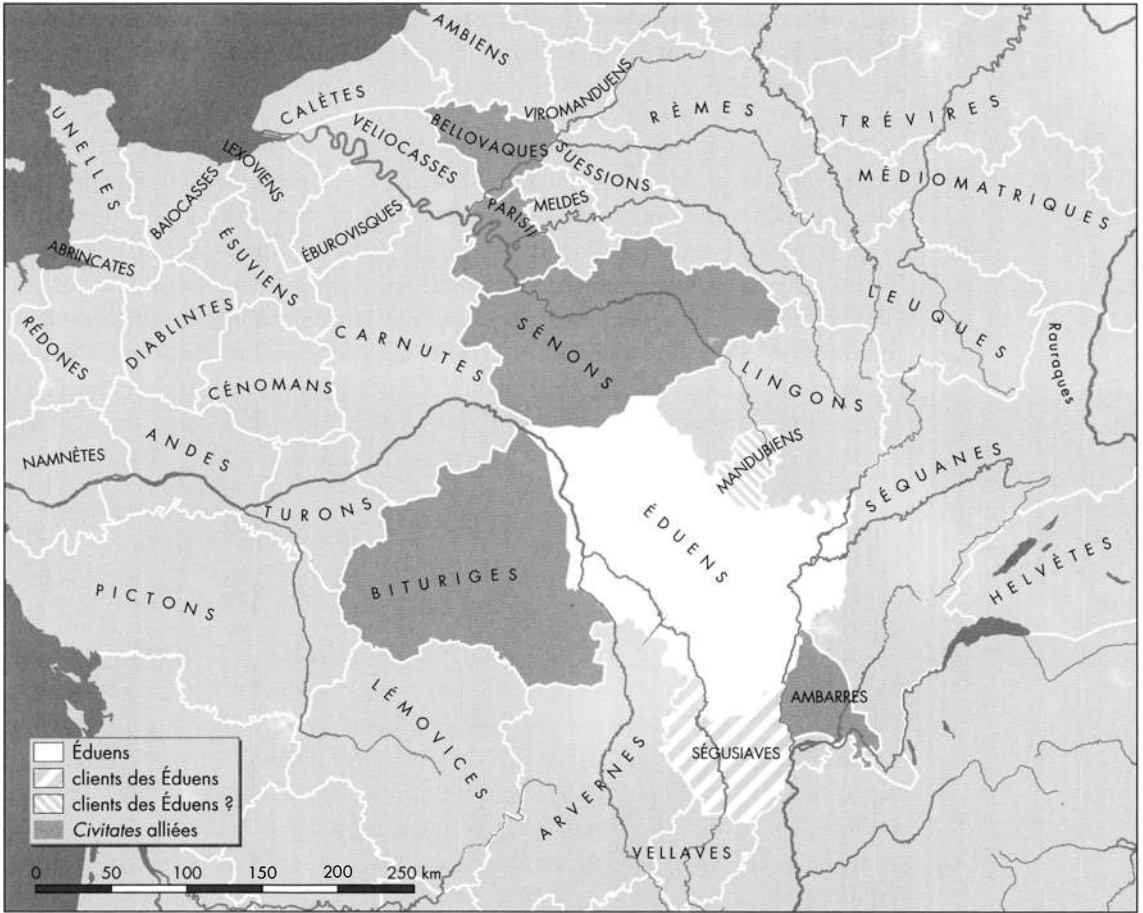 AMBIENS
VIROMANDUENS
CALÈTES
RÈMES
TRÉVIRES
UNELLES
VELIOCASSES
BELLOVAQUES
SUESSIONS
LEXOVIENS
BAIOCASSES
MELDES
MÉDIOMATRIQUES
PARISII
ÉBUROVISQUES
ABRINCATES
ÉSUVIENS
LEUQUES
RÉDONES
DIABLINTES
CARNUTES
SÉNONS
Rauraques
CÉNOMANS
LINGONS
ANDES
NAMNÈTES
MANDUBIENS
SÉQUANES
TURONS
ÉDUENS
HELVÈTES
PICTONS
BITURIGES
LÉMOVICES
AMBARRES
SÉGUSIAVES
ARVERNES
VELLAVES
Éduens
clients des Éduens
clients des Éduens ?
Civitates alliées
0 50 100 150 200 250 km